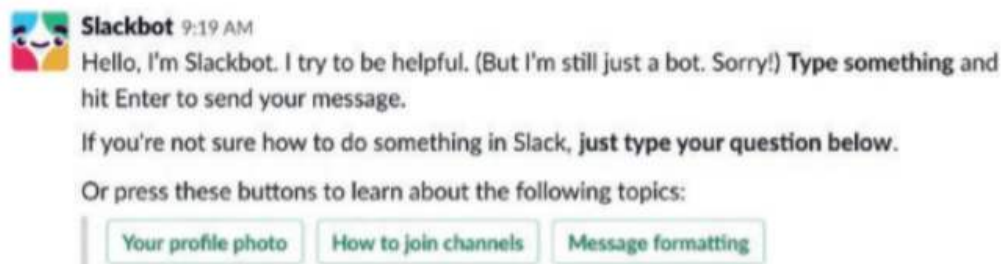 Slackbot 9:19 AM
Hello, I'm Slackbot. I try to be helpful. (But I'm still just a bot. Sorry!) Type something and
hit Enter to send your message.
If you're not sure how to do something in Slack, just type your question below.
Or press these buttons to learn about the following topics:
Your profile photo How to join channels Message formatting